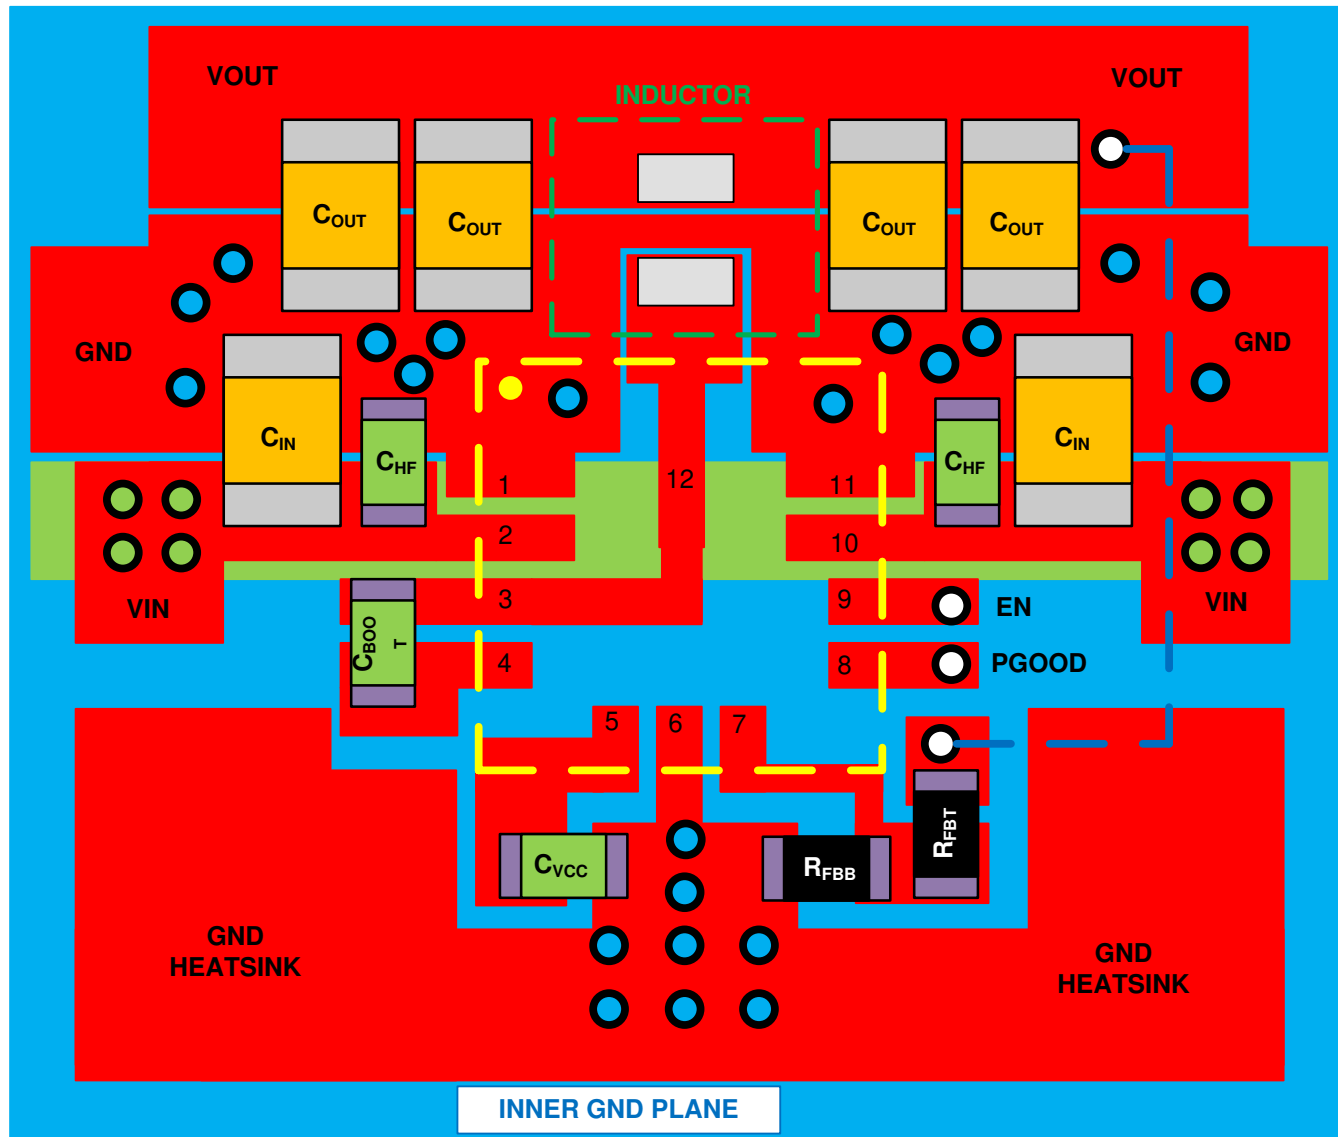 VOUT
VOUT
INDUCTOR
COUT
COUT
COUT
COUT
GND
GND
CIN
CHF
CHF
CIN
1
12
11
2
10
VIN
3
9
EN
VIN
CBOO
T
4
8
PGOOD
5
6
7
RFBT
CVCC
RFBB
GND
HEATSINK
GND
HEATSINK
INNER GND PLANE